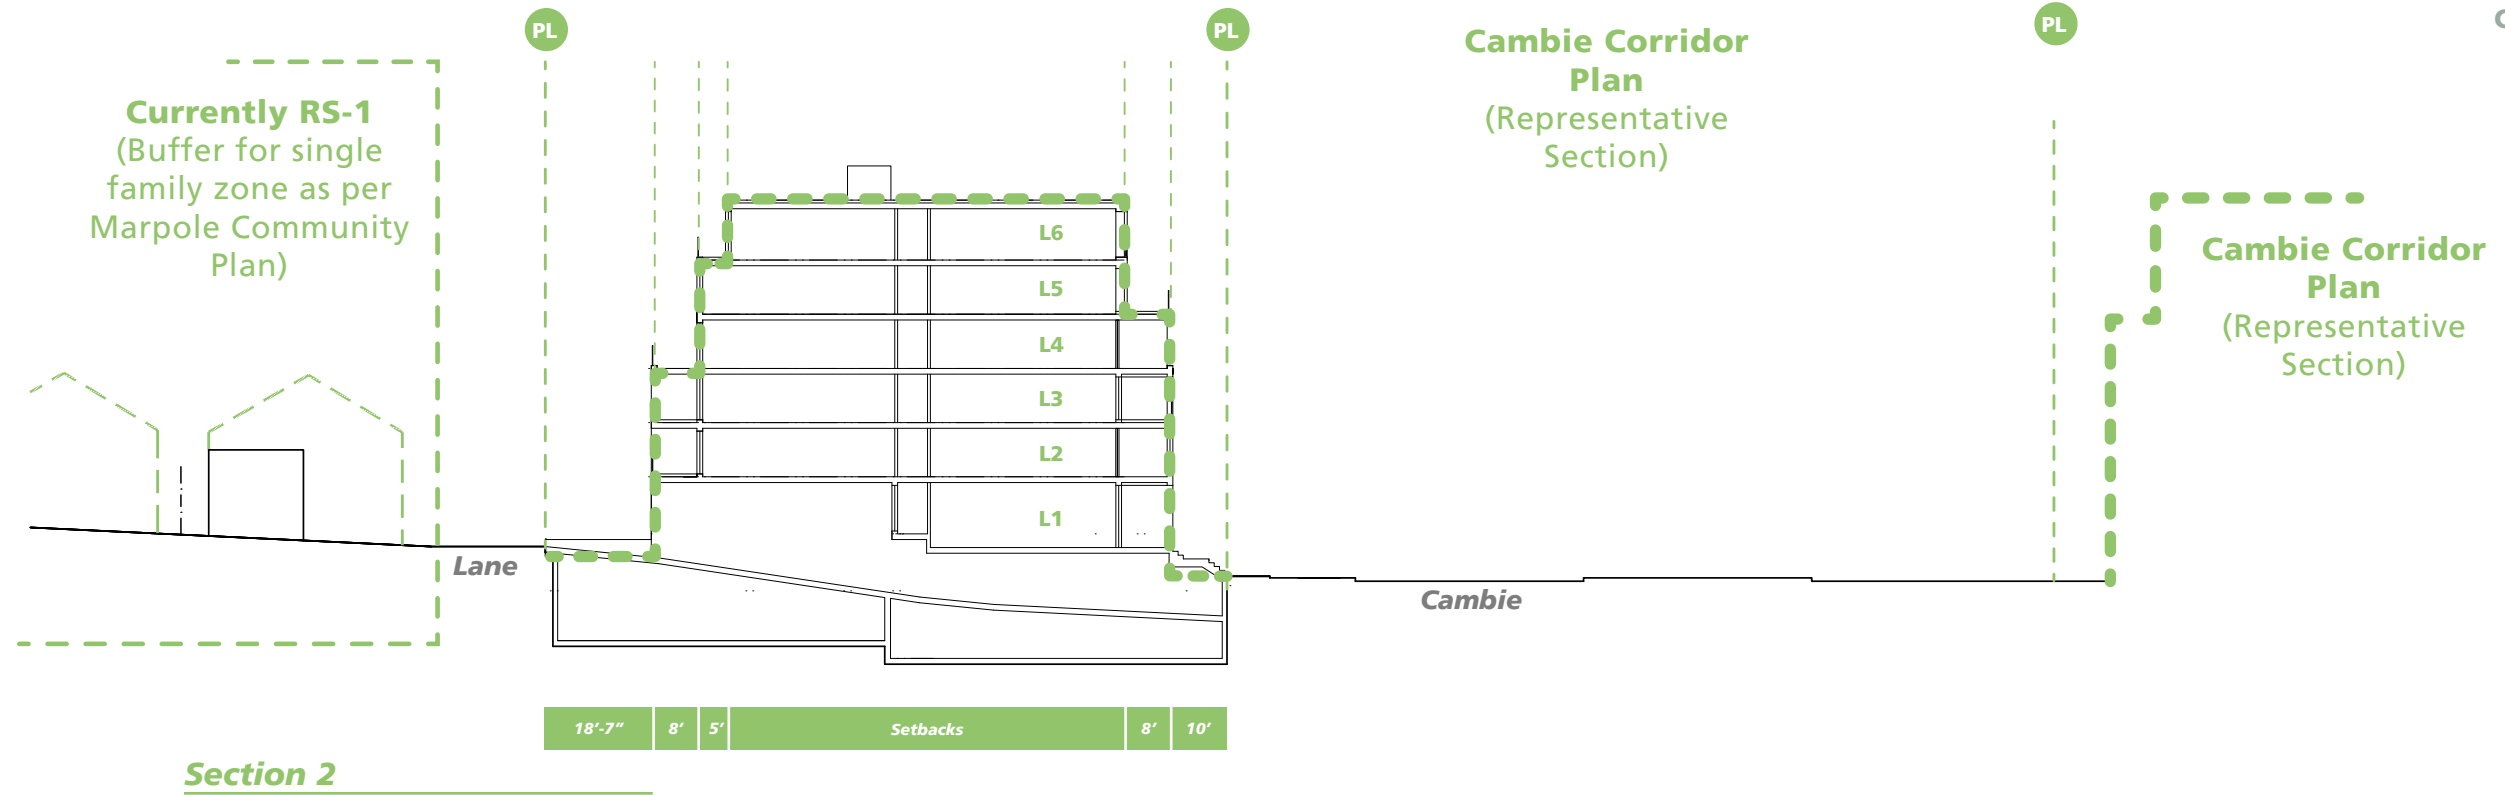 PL
PL
PL
Cambie Corridor
Plan
(Representative
Section)
Currently RS-1
(Buffer for single
family zone as per
Marpole Community
Plan)
Cambie Corridor
Plan
(Representative
Section)
L6
L5
L4
L3
L2
L1
Lane
Cambie
18'-7" 8' 5' Setbacks 8' 10'
Section 2